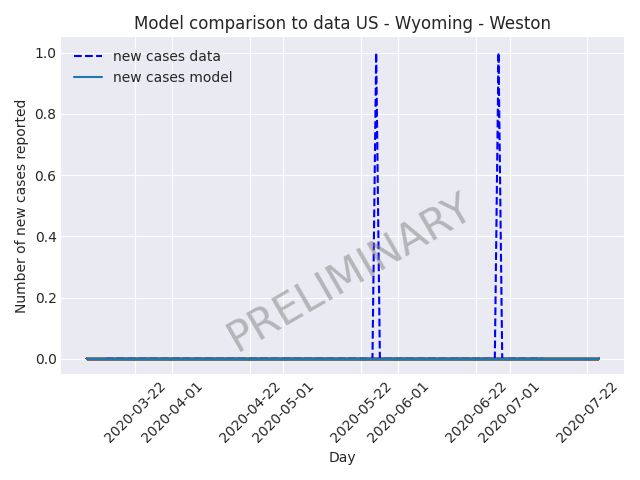 Model comparison to data US - Wyoming - Weston
new cases data
new cases model
1.0
0.8
0.6
0.4
0.2
0.0
Number of new cases reported
PRELIMINARY
2020-03-22
2020-04-01
2020-04-22
2020-05-01
2020-05-22
2020-06-01
2020-06-22
2020-07-01
2020-07-22
Day